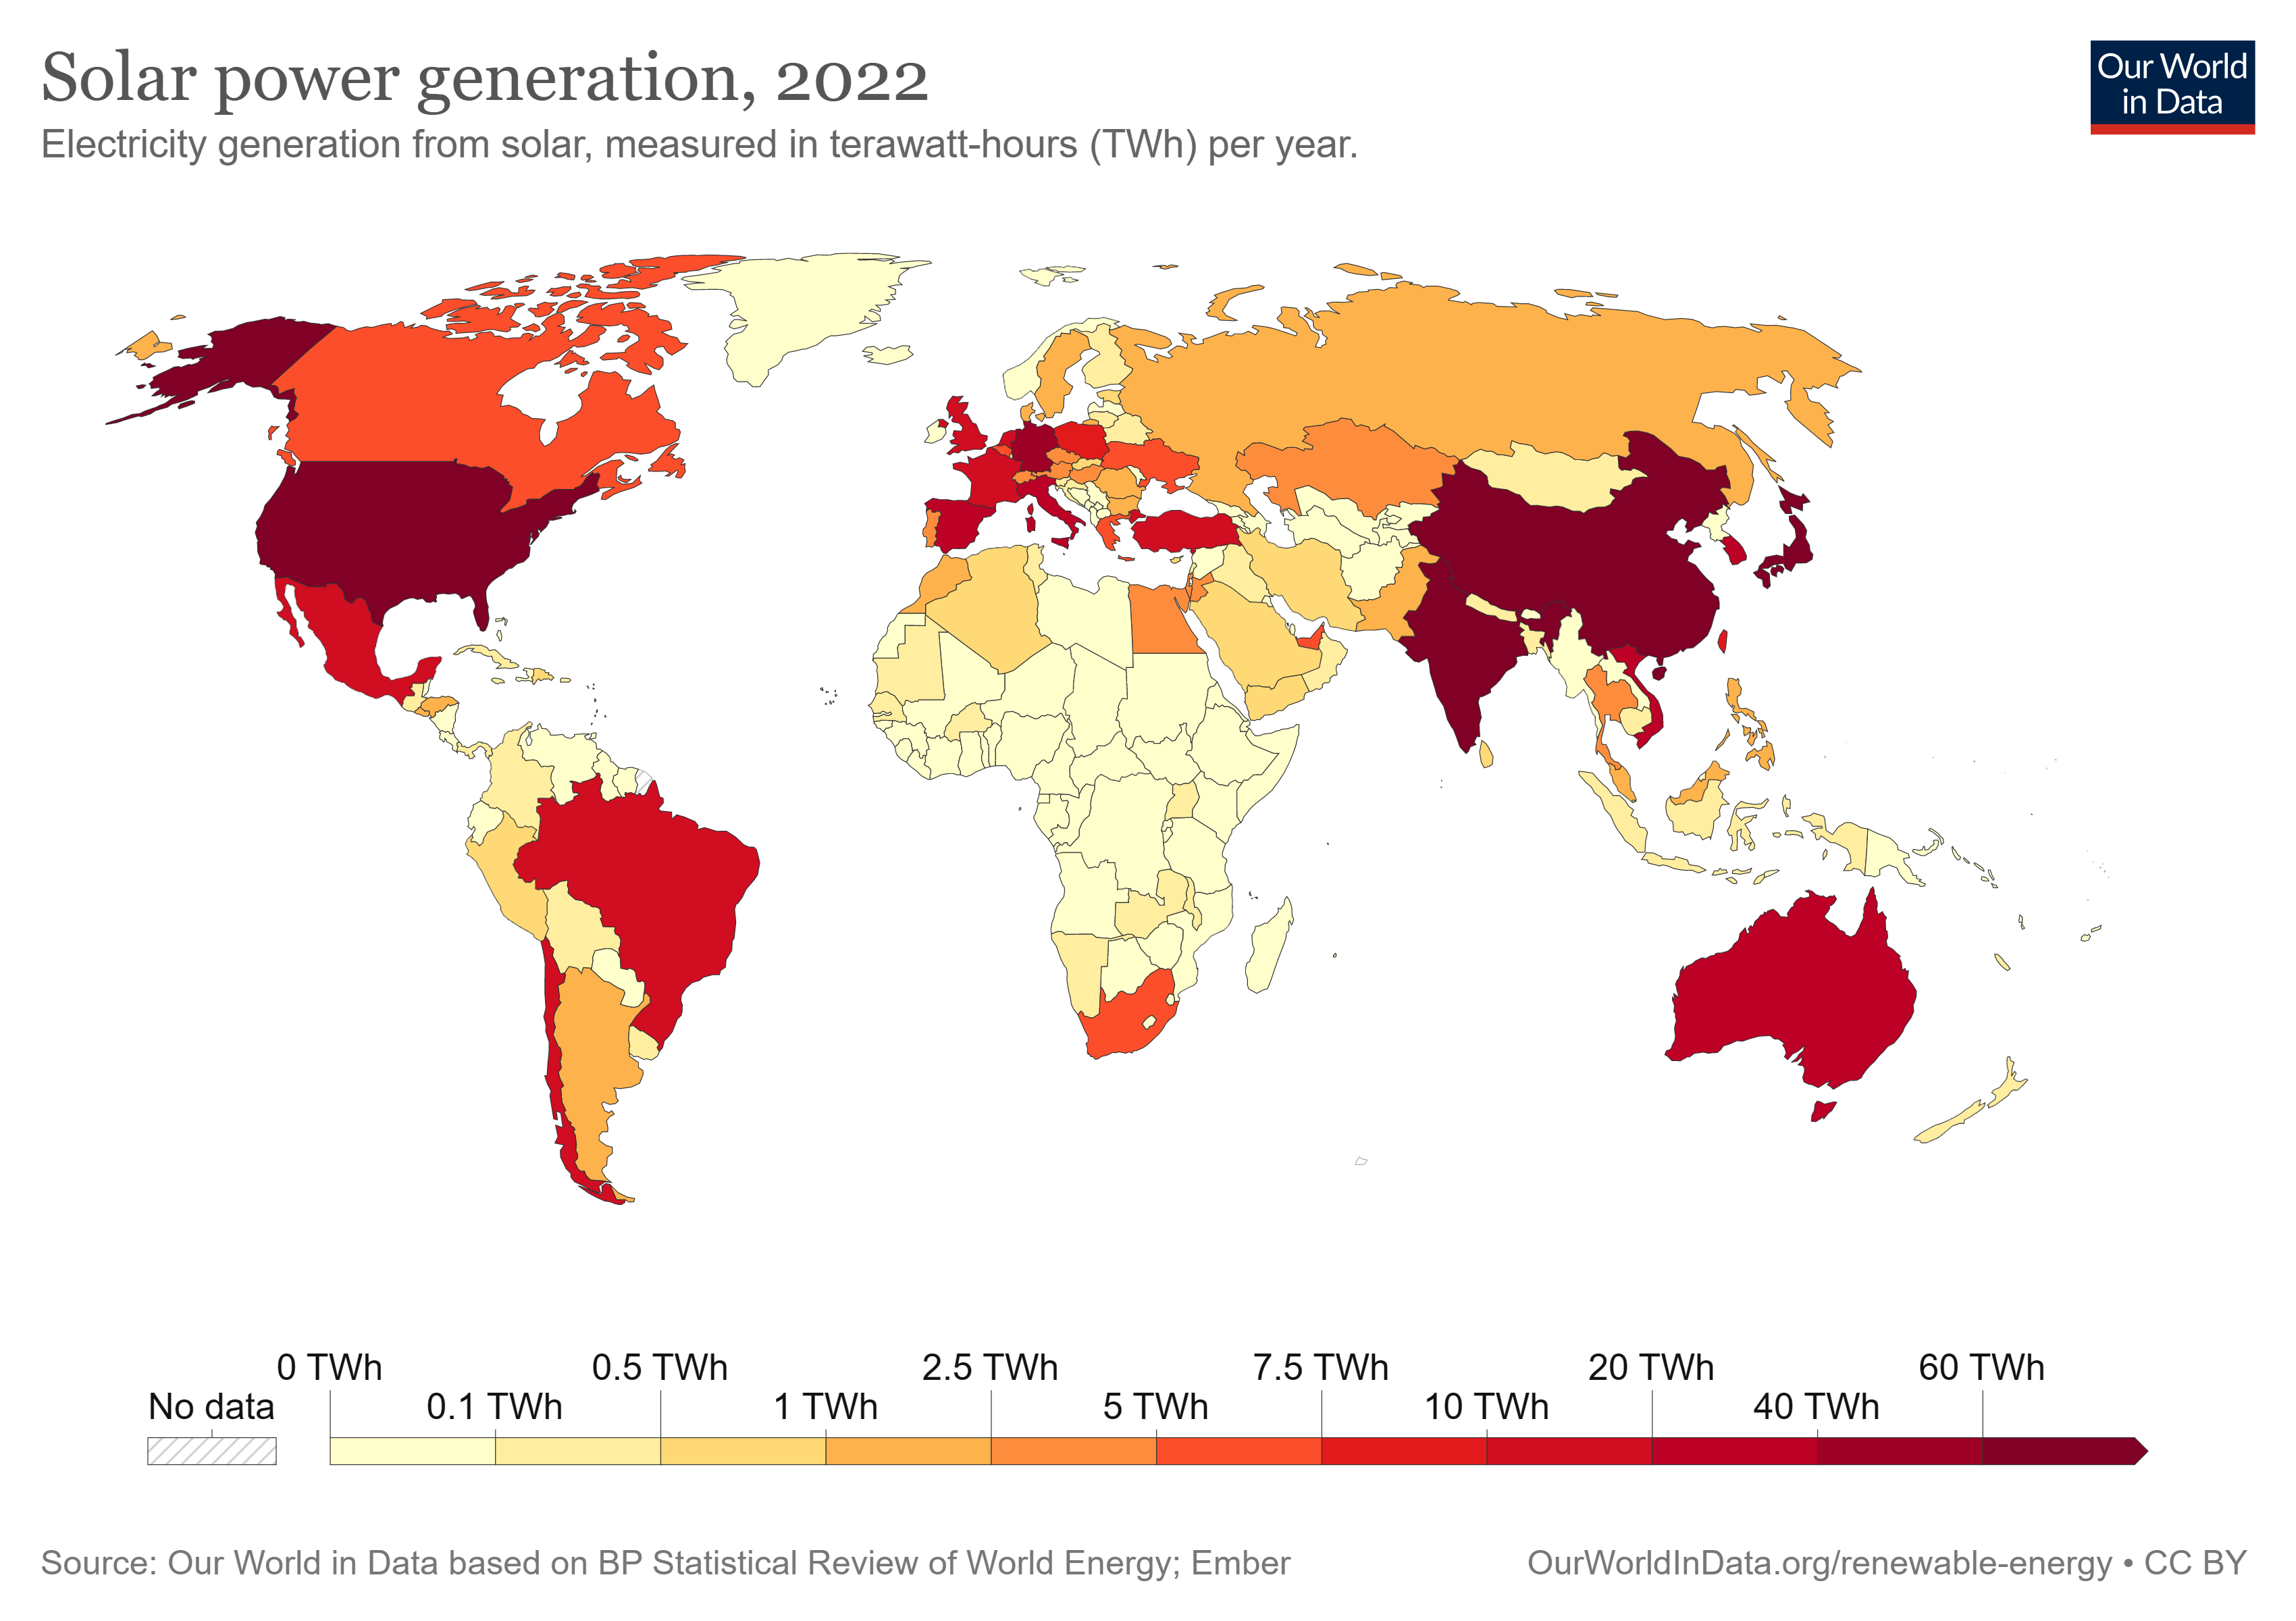 Solar power generation, 2022
Our World
in Data
Electricity generation from solar, measured in terawatt-hours (TWh) per year.
0 TWh 0.5 TWh 2.5 TWh 7.5 TWh 20 TWh 60 TWh
No data 0.1 TWh 1 TWh 5 TWh 10 TWh 40 TWh
Source: Our World in Data based on BP Statistical Review of World Energy; Ember
OurWorldInData.org/renewable-energy • CC BY